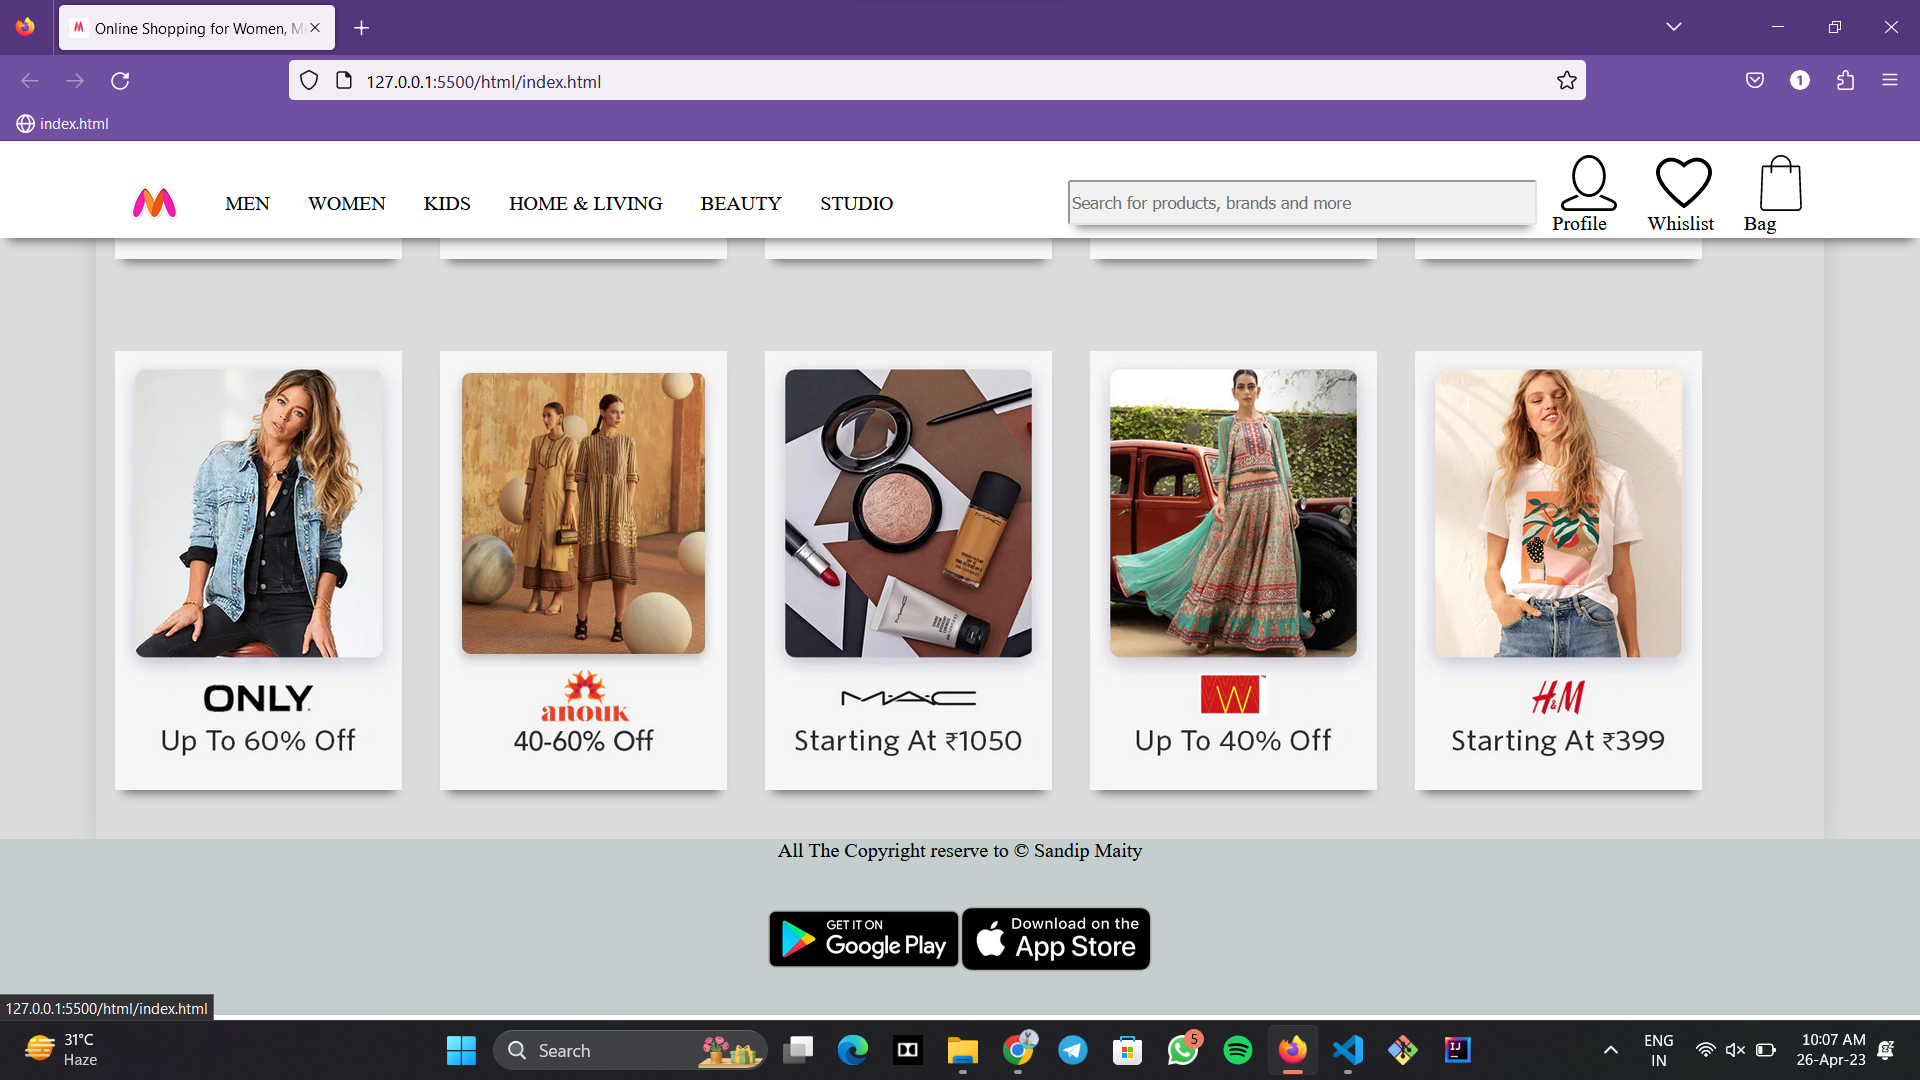 Online Shopping for Women, M
127.0.0.1:5500/html/index.html
1
index.html
MEN WOMEN KIDS HOME & LIVING BEAUTY STUDIO
Search for products, brands and more
Profile Whislist Bag
ONLY
Up To 60% Off
anouk
40-60% Off
MAC
Starting At ₹1050
W
Up To 40% Off
H&M
Starting At ₹399
All The Copyright reserve to © Sandip Maity
GET IT ON
Google Play
Download on the
App Store
127.0.0.1:5500/html/index.html
31°C
Haze
Search
5
ENG
IN
10:07 AM
26-Apr-23